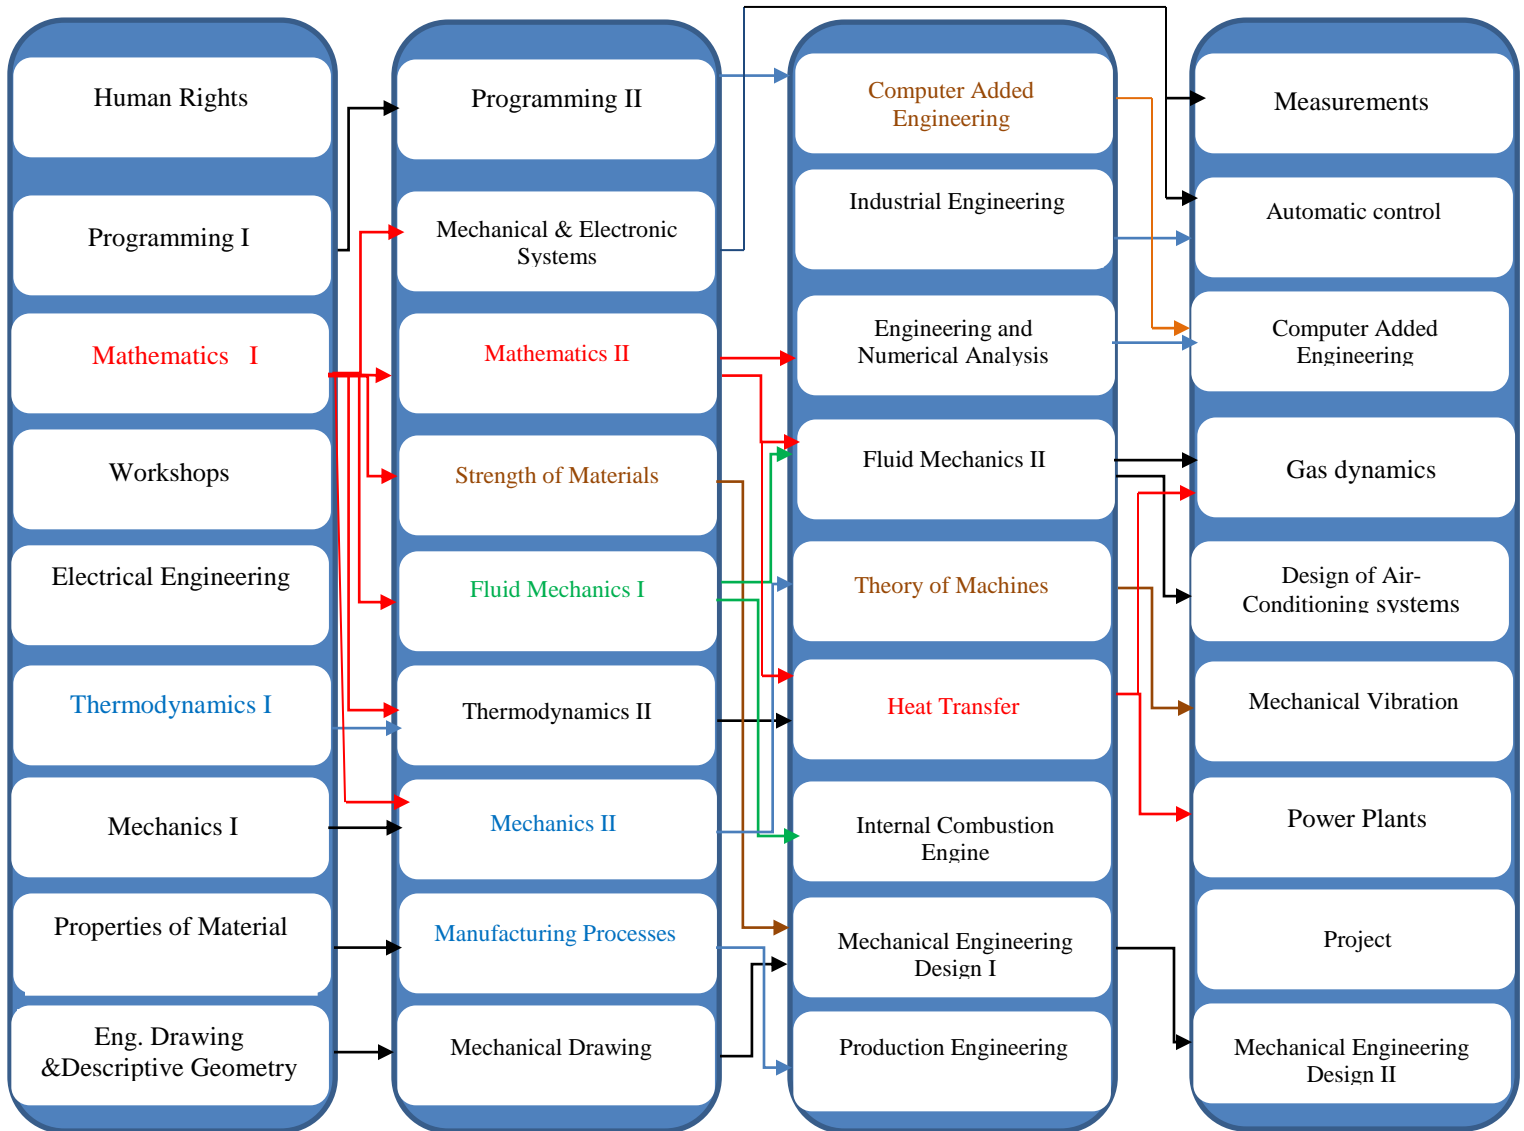 Human Rights
Programming I
Mathematics I
Workshops
Electrical Engineering
Thermodynamics I
Mechanics I
Properties of Material
Eng. Drawing
&Descriptive Geometry
Programming II
Mechanical & Electronic
Systems
Mathematics II
Strength of Materials
Fluid Mechanics I
Thermodynamics II
Mechanics II
Manufacturing Processes
Mechanical Drawing
Computer Added
Engineering
Industrial Engineering
Engineering and
Numerical Analysis
Fluid Mechanics II
Theory of Machines
Heat Transfer
Internal Combustion
Engine
Mechanical Engineering
Design I
Production Engineering
Measurements
Automatic control
Computer Added
Engineering
Gas dynamics
Design of Air-
Conditioning systems
Mechanical Vibration
Power Plants
Project
Mechanical Engineering
Design II